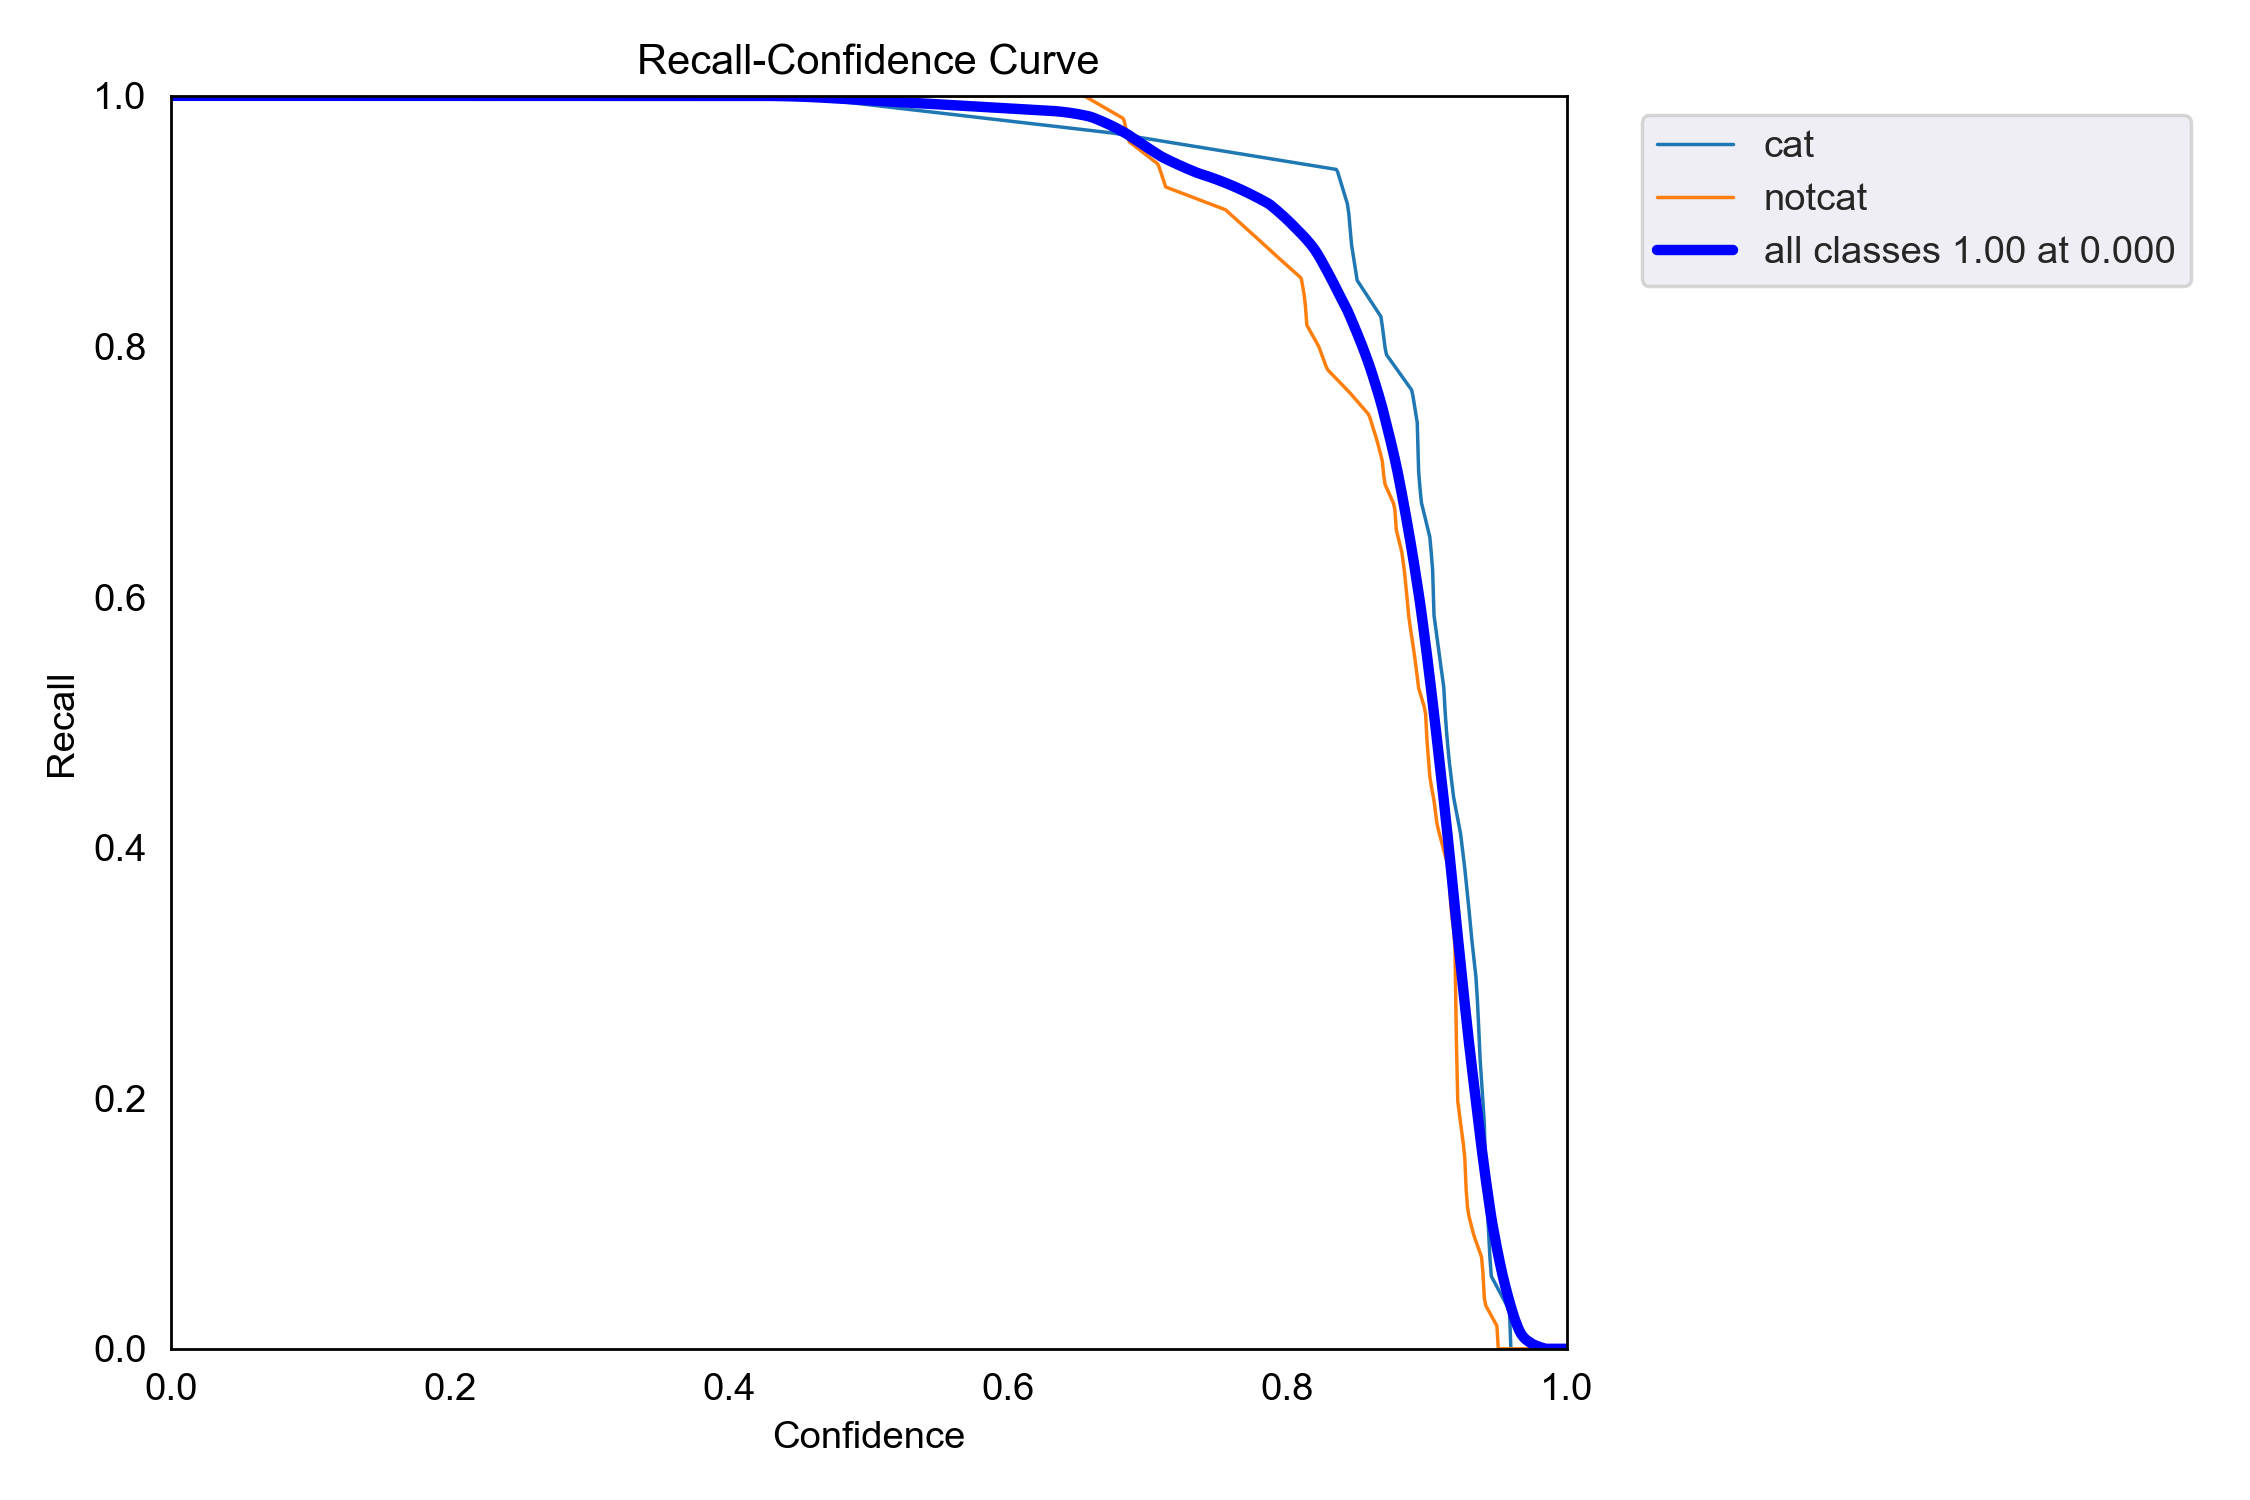 Recall-Confidence Curve
1.0
0.8
0.6
0.4
0.2
0.0
Recall
0.0 0.2 0.4 0.6 0.8 1.0
Confidence
cat
notcat
all classes 1.00 at 0.000